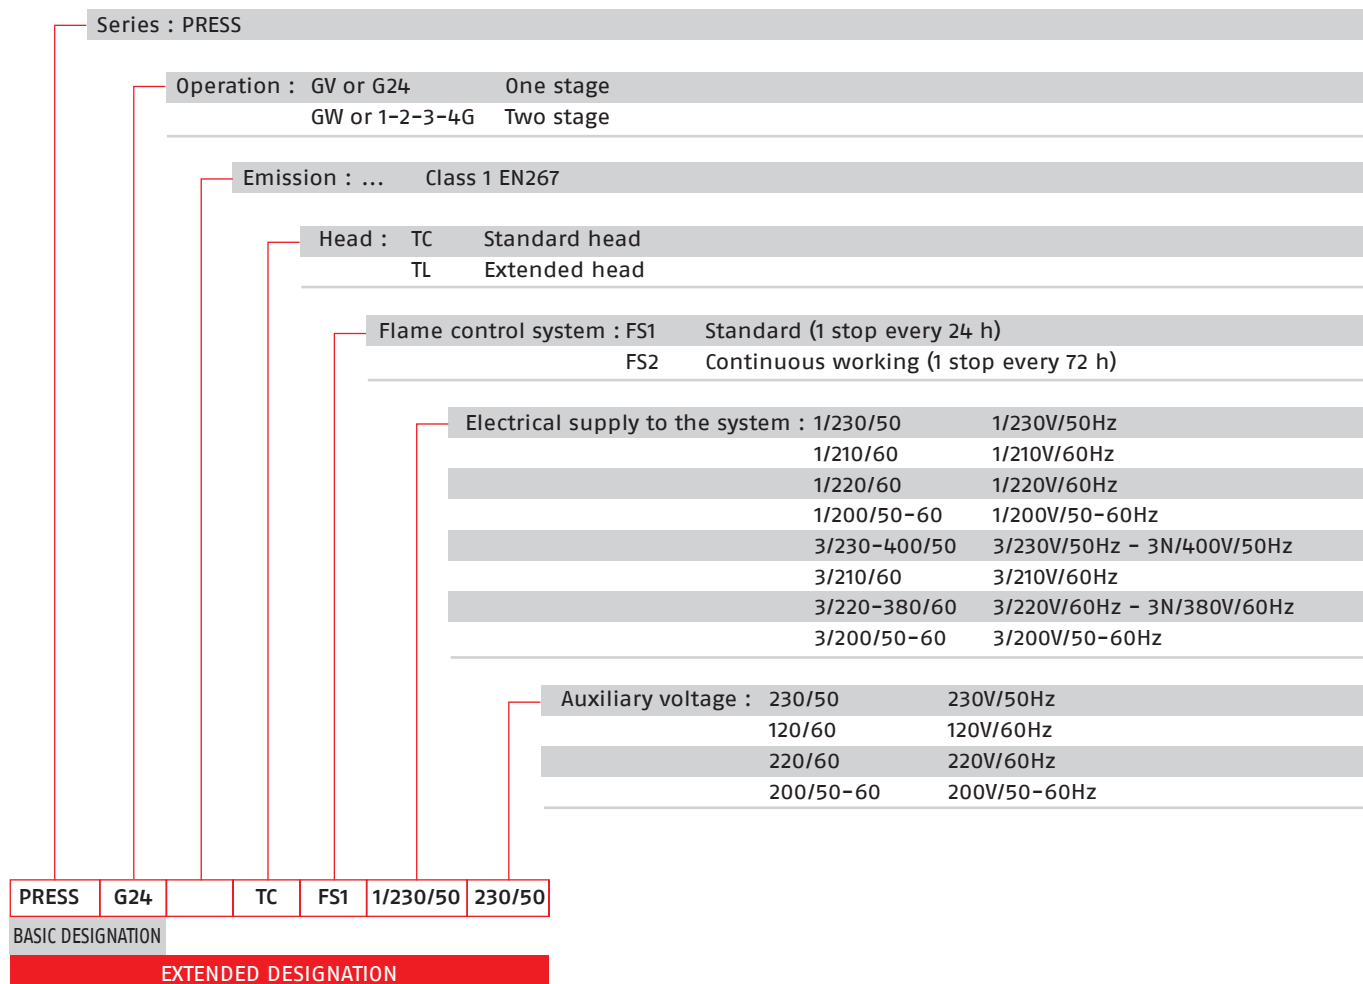 Series : PRESS
Operation : GV or G24 One stage
GW or 1-2-3-4G Two stage
Emission : ... Class 1 EN267
Head : TC Standard head
TL Extended head
Flame control system : FS1 Standard (1 stop every 24 h)
FS2 Continuous working (1 stop every 72 h)
Electrical supply to the system : 1/230/50 1/230V/50Hz
1/210/60 1/210V/60Hz
1/220/60 1/220V/60Hz
1/200/50-60 1/200V/50-60Hz
3/230-400/50 3/230V/50Hz - 3N/400V/50Hz
3/210/60 3/210V/60Hz
3/220-380/60 3/220V/60Hz - 3N/380V/60Hz
3/200/50-60 3/200V/50-60Hz
Auxiliary voltage : 230/50 230V/50Hz
120/60 120V/60Hz
220/60 220V/60Hz
200/50-60 200V/50-60Hz
PRESS G24 TC FS1 1/230/50 230/50
BASIC DESIGNATION
EXTENDED DESIGNATION